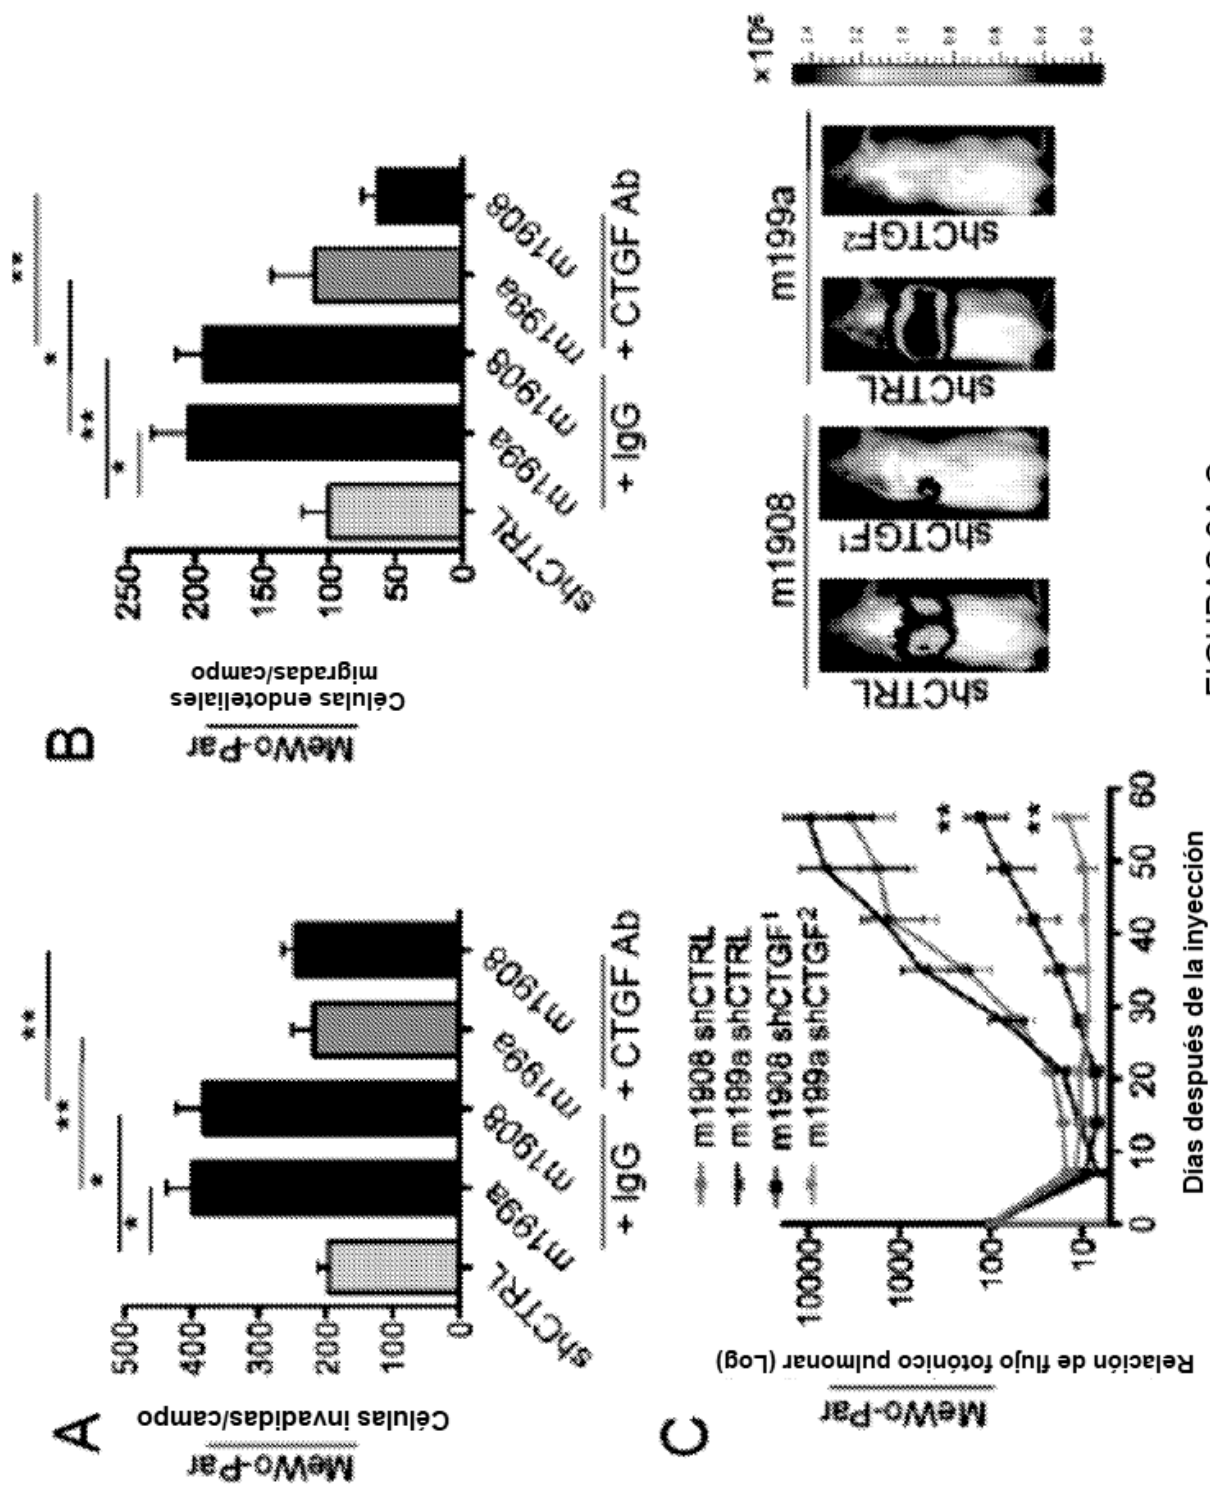 A
MeWo-Par
Células invadidas/campo
500
400
300
200
100
0
* * ** **
shCTRL m199a m1908 m199a m1908
+ IgG + CTGF Ab
B
MeWo-Par
Células endoteliales
migradas/campo
250
200
150
100
50
0
* ** * **
shCTRL m199a m1908 m199a m1908
+ IgG + CTGF Ab
C
MeWo-Par
Relación de flujo fotónico pulmonar (Log)
10000
1000
100
10
0 10 20 30 40 50 60
Días después de la inyección
m1908 shCTRL
m199a shCTRL
m1908 shCTGF1
m199a shCTGF2
**
**
m1908 m199a
shCTRL shCTGF1 shCTRL shCTGF2